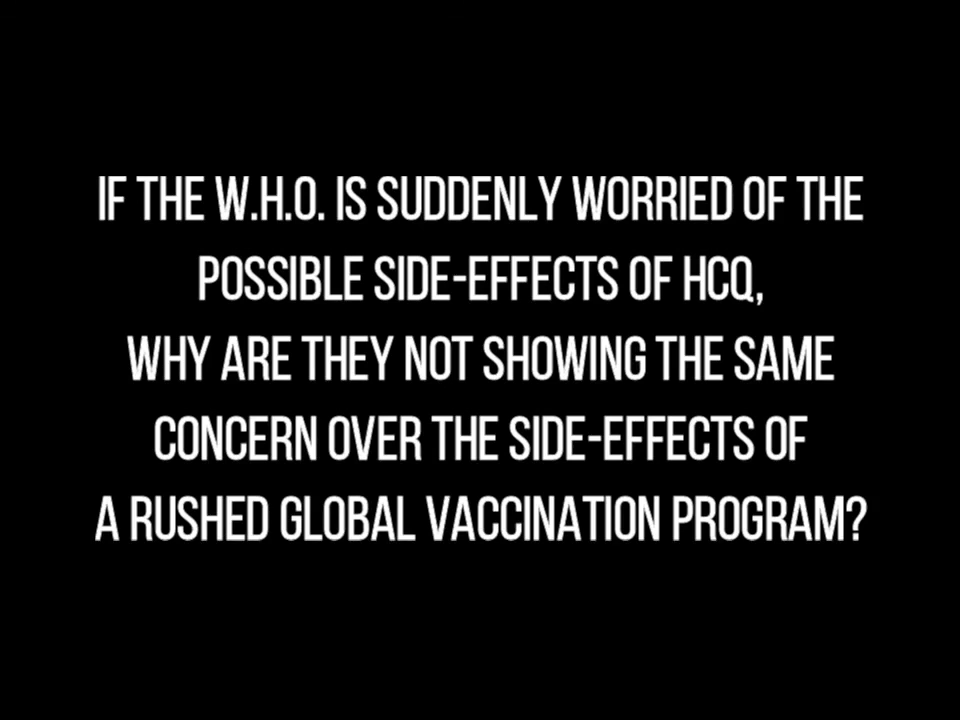 IF THE W.H.O. IS SUDDENLY WORRIED OF THE
POSSIBLE SIDE-EFFECTS OF HCQ,
WHY ARE THEY NOT SHOWING THE SAME
CONCERN OVER THE SIDE-EFFECTS OF
A RUSHED GLOBAL VACCINATION PROGRAM?